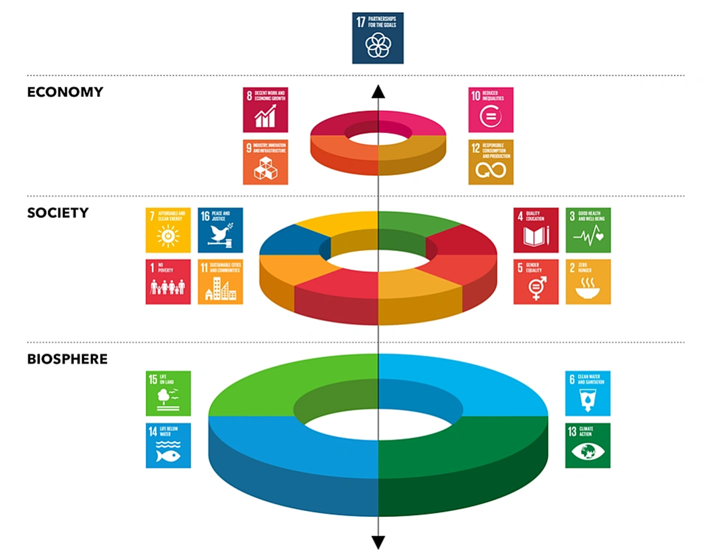 17 PARTNERSHIPS
FOR THE GOALS
ECONOMY
8 DECENT WORK AND
ECONOMIC GROWTH
10 REDUCED
INEQUALITIES
9 INDUSTRY, INNOVATION
AND INFRASTRUCTURE
12 RESPONSIBLE
CONSUMPTION
AND PRODUCTION
SOCIETY
7 AFFORDABLE AND
CLEAN ENERGY
16 PEACE AND
JUSTICE
4 QUALITY
EDUCATION
3 GOOD HEALTH
AND WELL-BEING
1 NO
POVERTY
11 SUSTAINABLE CITIES
AND COMMUNITIES
5 GENDER
EQUALITY
2 ZERO
HUNGER
BIOSPHERE
15 LIFE
ON LAND
6 CLEAN WATER
AND SANITATION
14 LIFE BELOW
WATER
13 CLIMATE
ACTION